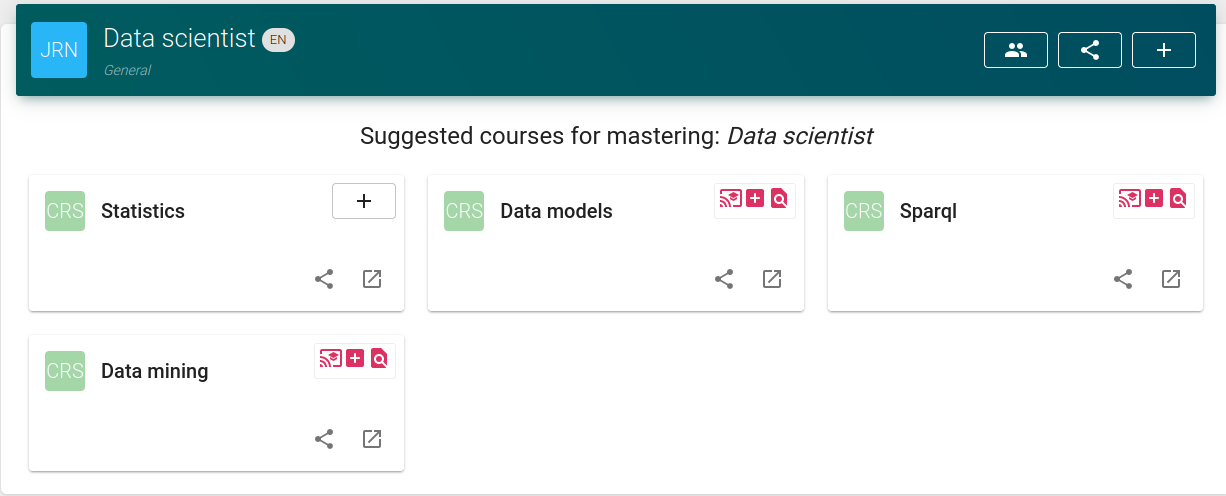 JRN
Data scientist EN
General
Suggested courses for mastering: Data scientist
CRS Statistics
CRS Data models
CRS Sparql
CRS Data mining